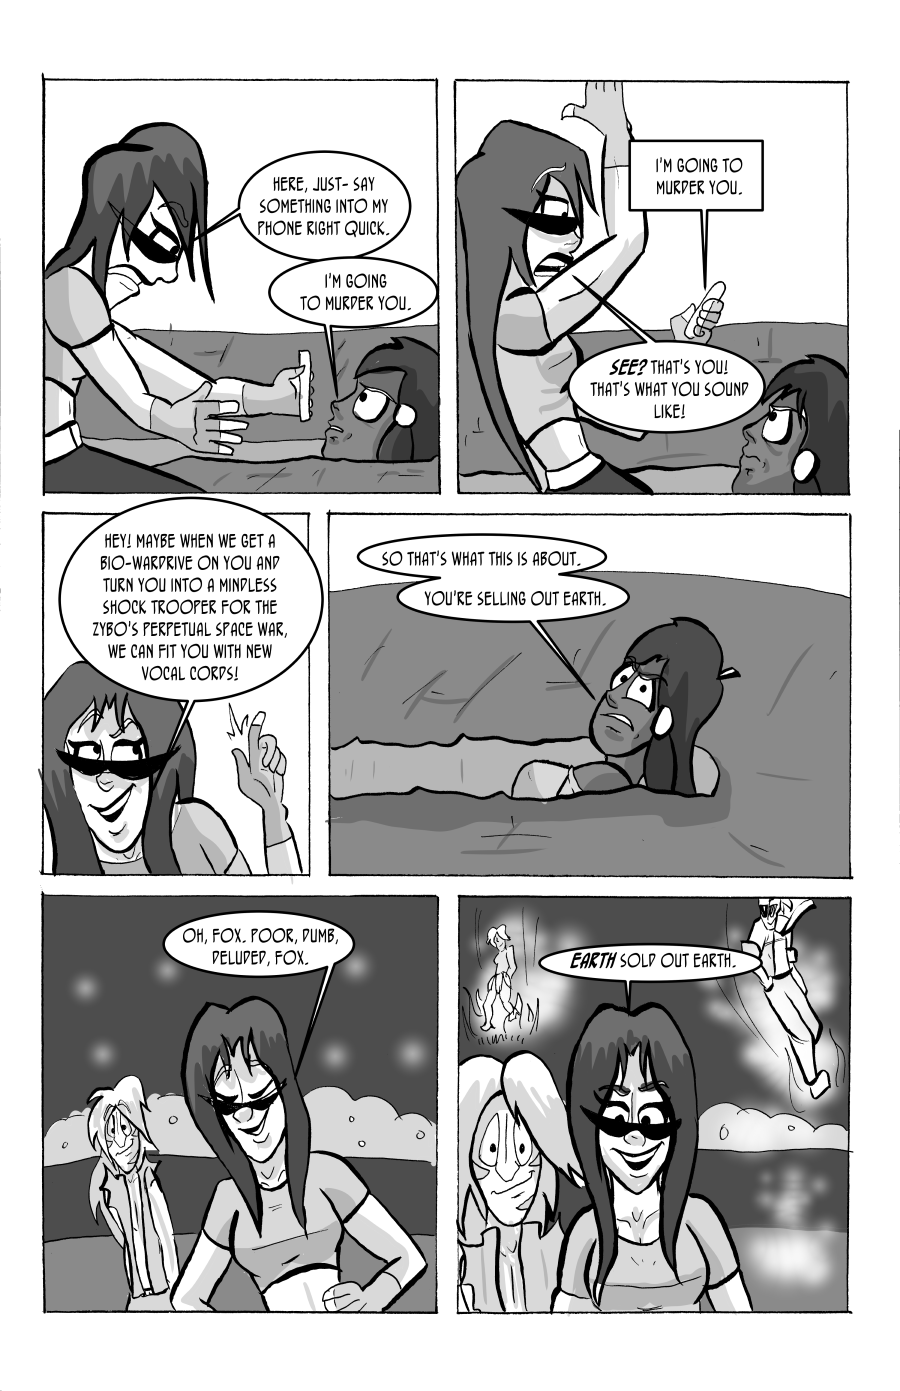 HERE, JUST- SAY
SOMETHING INTO MY
PHONE RIGHT QUICK.
I'M GOING
TO MURDER YOU.
I'M GOING TO
MURDER YOU.
SEE? THAT'S YOU!
THAT'S WHAT YOU SOUND
LIKE!
HEY! MAYBE WHEN WE GET A
BIO-WARDRIVE ON YOU AND
TURN YOU INTO A MINDLESS
SHOCK TROOPER FOR THE
ZYBO'S PERPETUAL SPACE WAR,
WE CAN FIT YOU WITH NEW
VOCAL CORDS!
SO THAT'S WHAT THIS IS ABOUT.
YOU'RE SELLING OUT EARTH.
OH, FOX. POOR, DUMB,
DELUDED, FOX.
EARTH SOLD OUT EARTH.